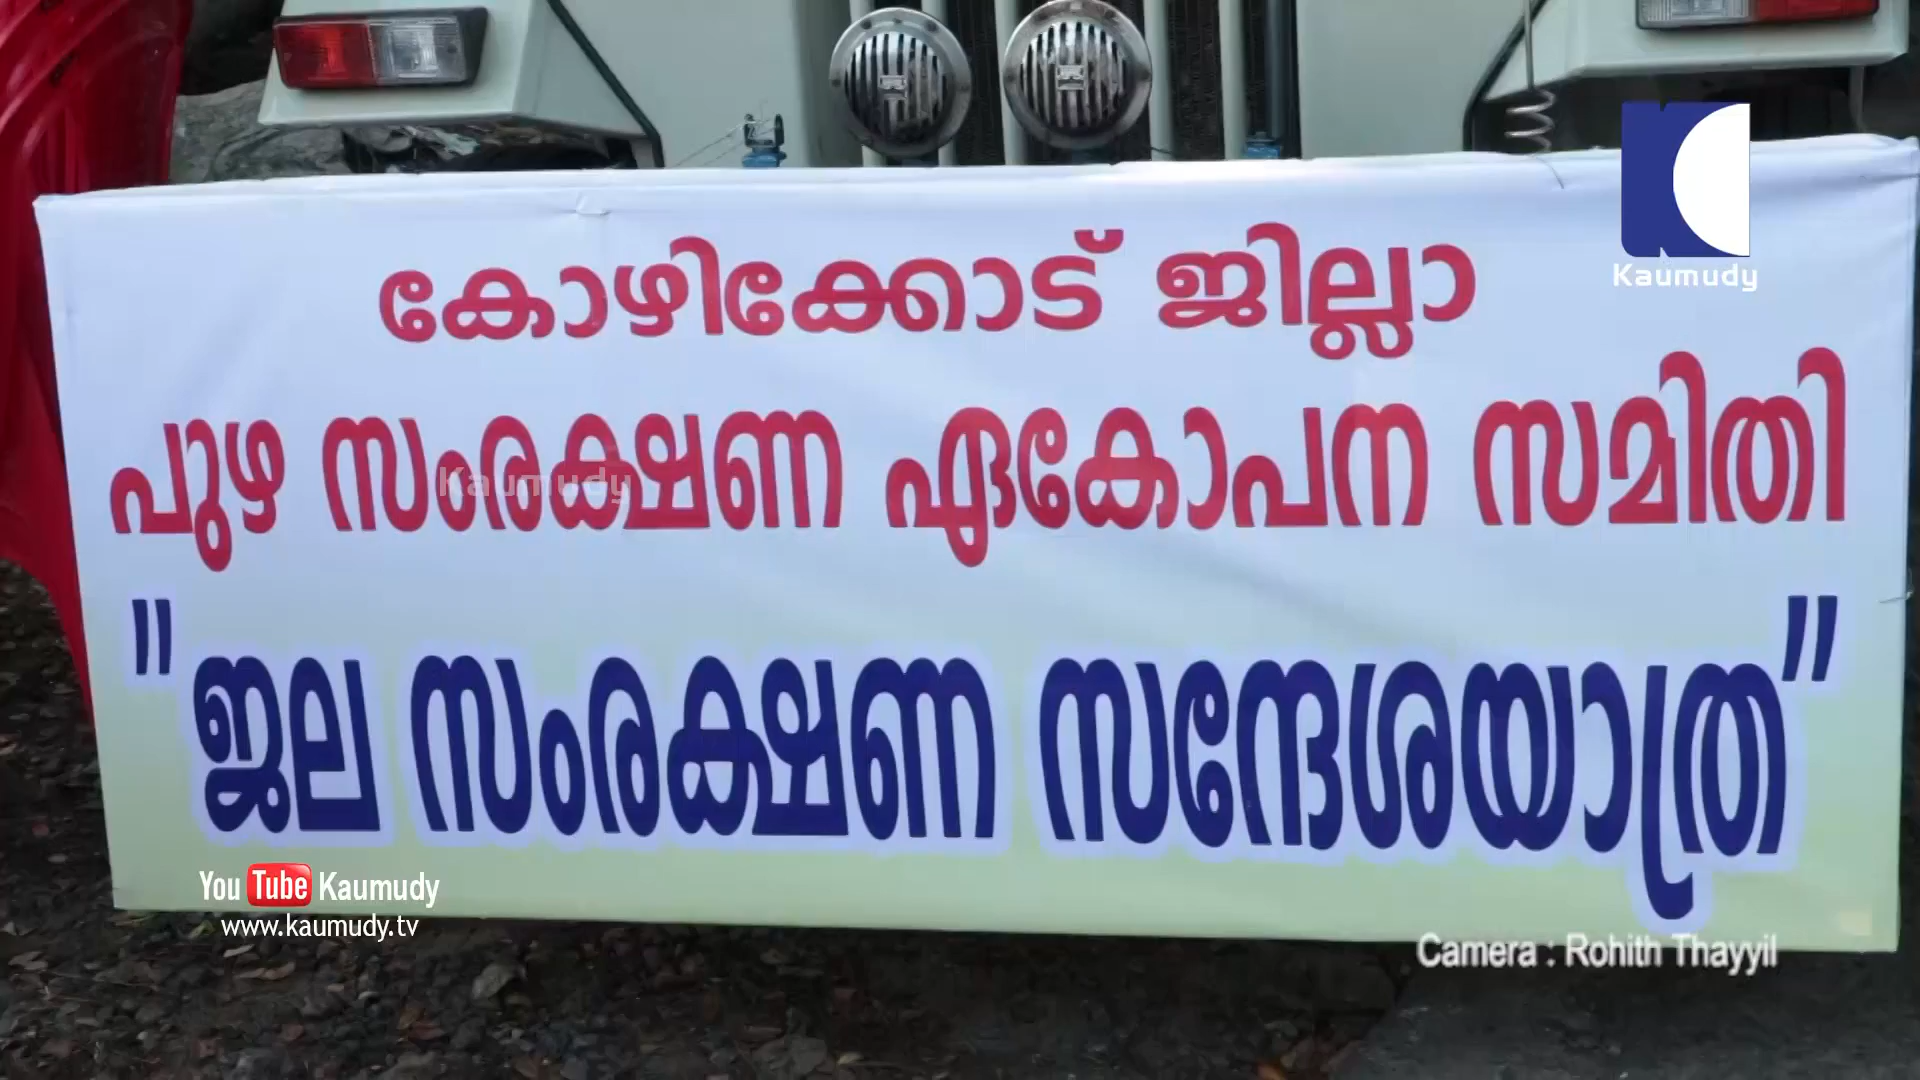 Kaumudy
കോഴിക്കോട് ജില്ലാ
പുഴ സംരക്ഷണ ഏകോപന സമിതി
Kaumudy
"ജല സംരക്ഷണ സന്ദേശയാത്ര"
You Tube Kaumudy
www.kaumudy.tv
Camera : Rohith Thayyil